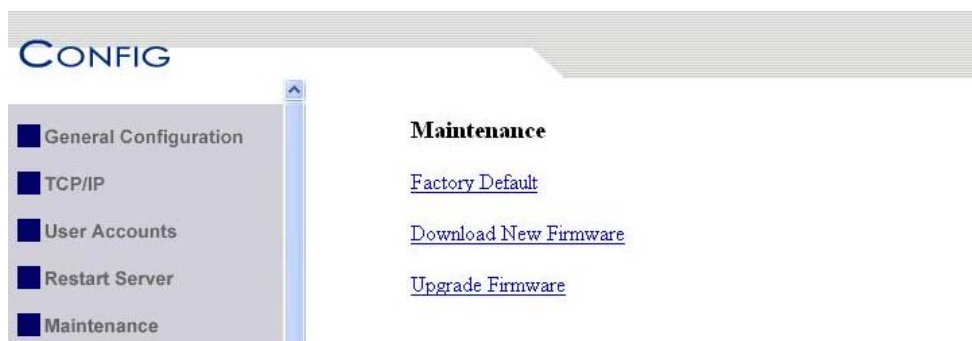 CONFIG
General Configuration
TCP/IP
User Accounts
Restart Server
Maintenance
Maintenance
Factory Default
Download New Firmware
Upgrade Firmware